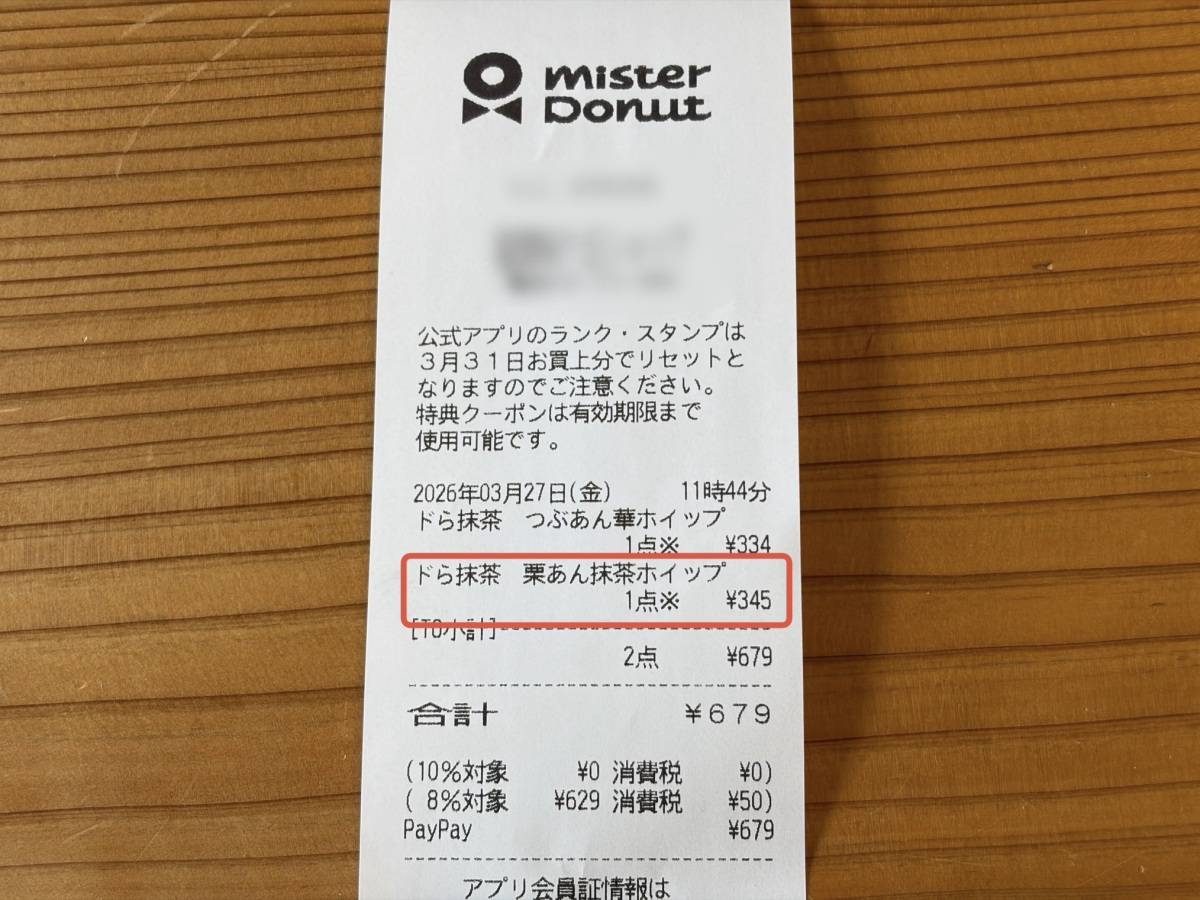 mister
Donut
公式アプリのランク・スタンプは
3月31日お買上分でリセットと
なりますのでご注意ください。
特典クーポンは有効期限まで
使用可能です。
2026年03月27日(金) 11時44分
ドら抹茶 つぶあん華ホイップ
1点※ ¥334
ドら抹茶 栗あん抹茶ホイップ
1点※ ¥345
[TO小計]
2点 ¥679
合計 ¥679
(10%対象 ¥0 消費税 ¥0)
( 8%対象 ¥629 消費税 ¥50)
PayPay ¥679
アプリ会員証情報は